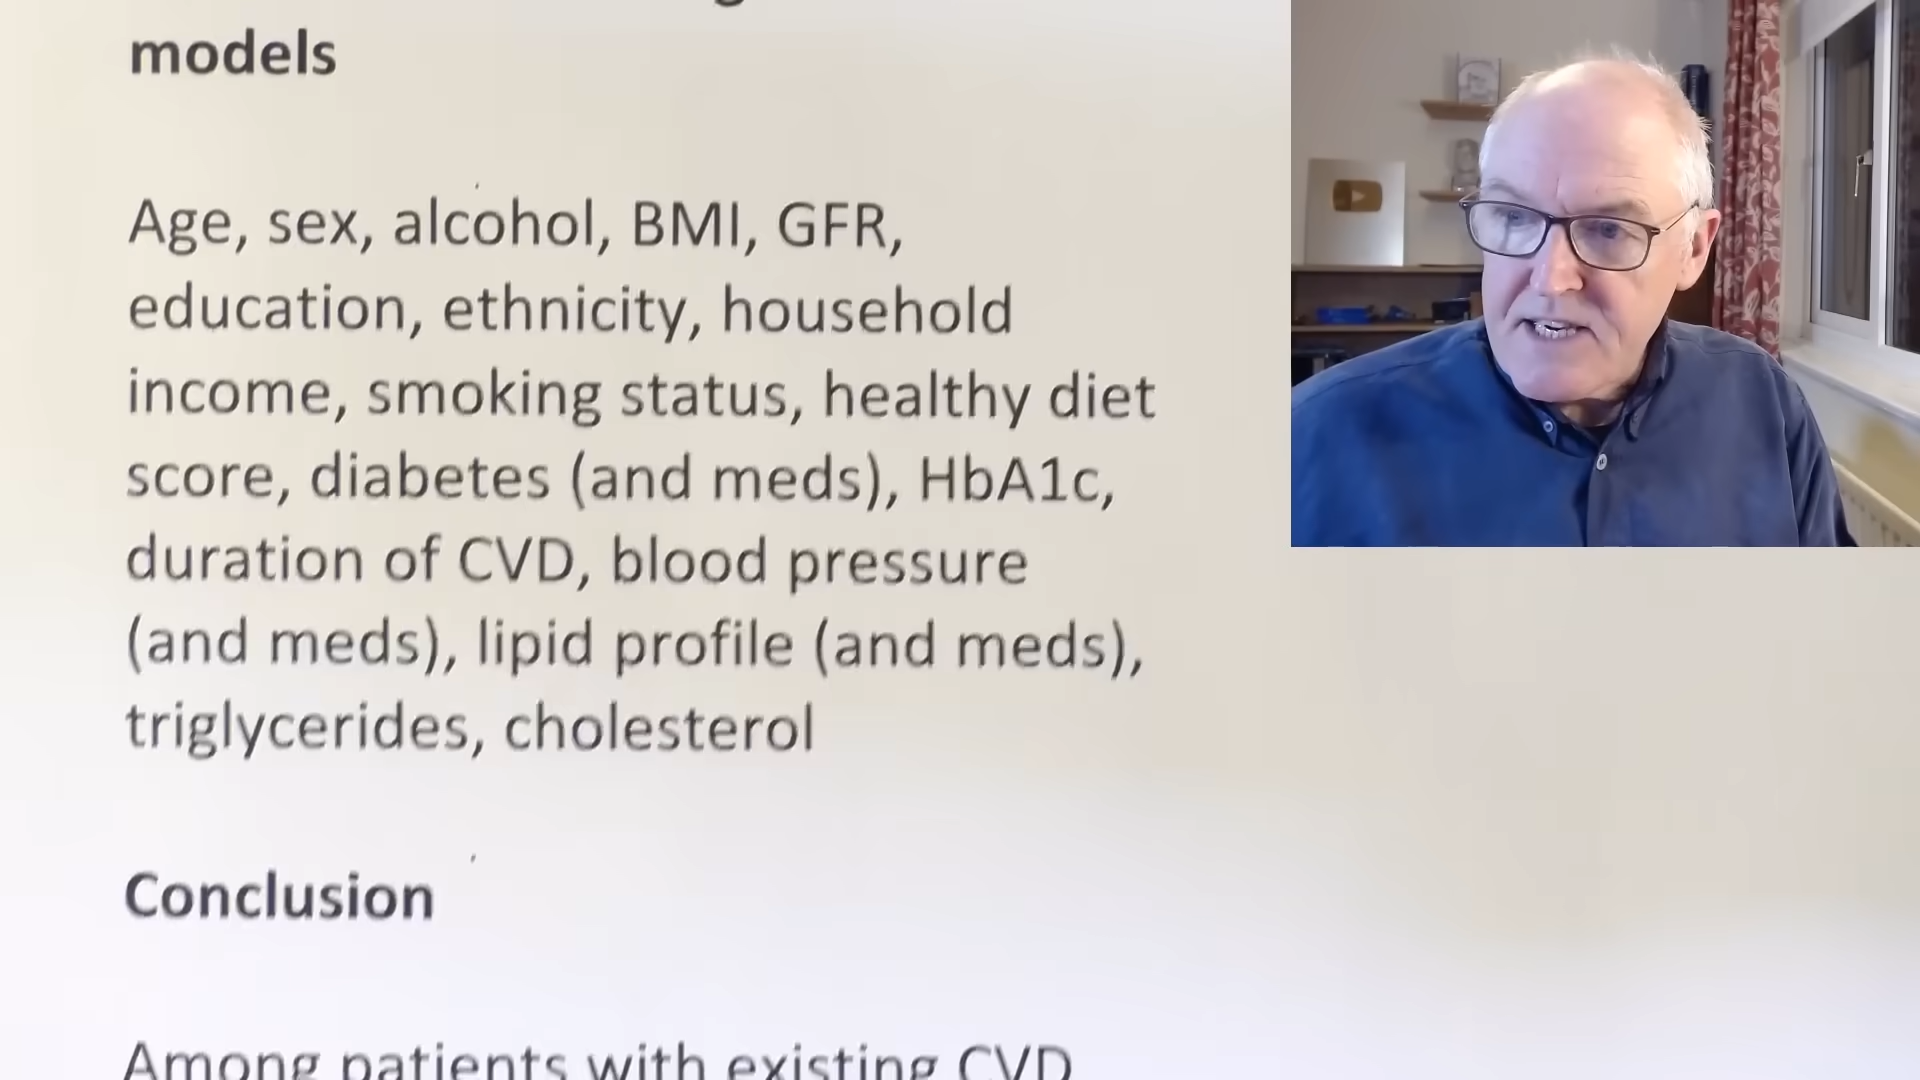 models
Age, sex, alcohol, BMI, GFR,
education, ethnicity, household
income, smoking status, healthy diet
score, diabetes (and meds), HbA1c,
duration of CVD, blood pressure
(and meds), lipid profile (and meds),
triglycerides, cholesterol
Conclusion
Among patients with existing CVD